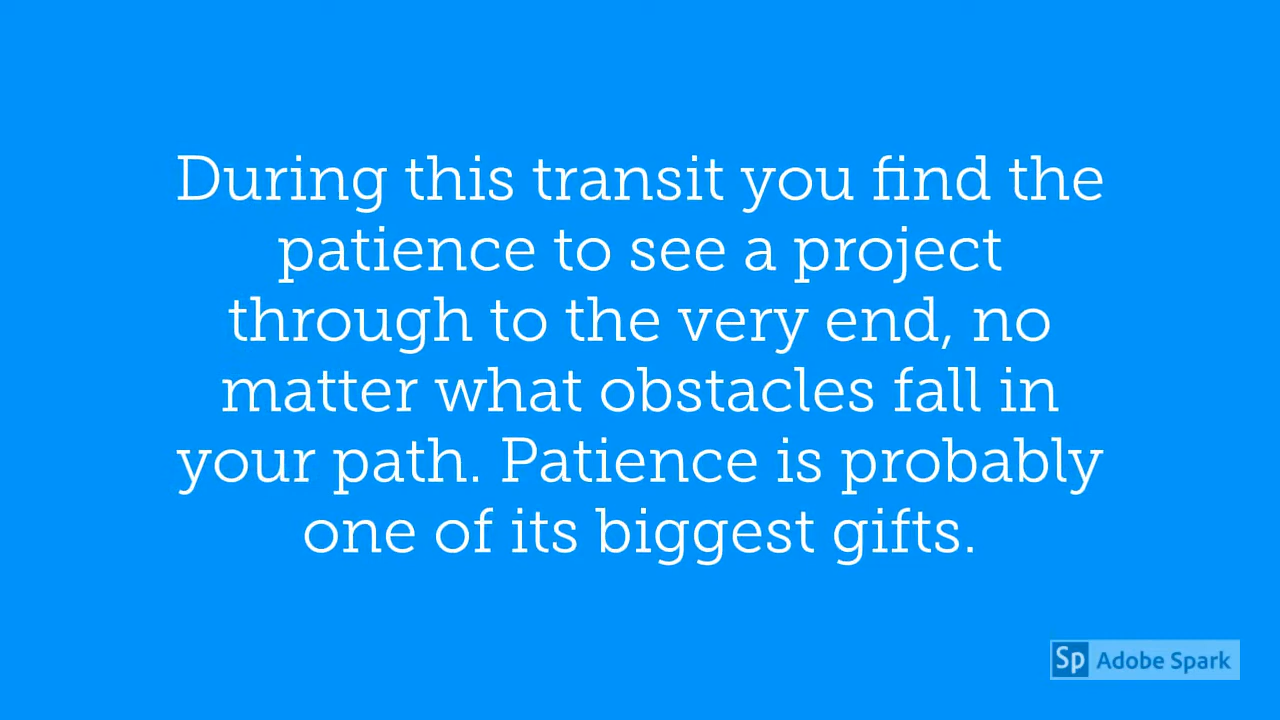 During this transit you find the
patience to see a project
through to the very end, no
matter what obstacles fall in
your path. Patience is probably
one of its biggest gifts.
Sp Adobe Spark